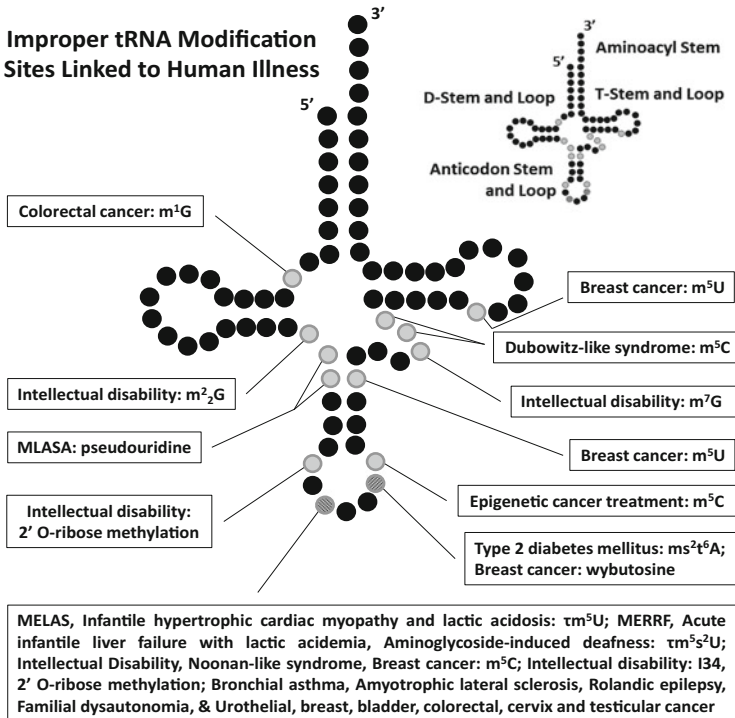 Improper tRNA Modification
Sites Linked to Human Illness
3’
5’
3’
5’
Aminoacyl Stem
D-Stem and Loop
T-Stem and Loop
Anticodon Stem
and Loop
Colorectal cancer: m¹G
Breast cancer: m⁵U
Dubowitz-like syndrome: m⁵C
Intellectual disability: m²₂G
Intellectual disability: m⁷G
MLASA: pseudouridine
Breast cancer: m⁵U
Intellectual disability:
2’ O-ribose methylation
Epigenetic cancer treatment: m⁵C
Type 2 diabetes mellitus: ms²t⁶A;
Breast cancer: wybutosine
MELAS, Infantile hypertrophic cardiac myopathy and lactic acidosis: τm⁵U; MERRF, Acute
infantile liver failure with lactic acidemia, Aminoglycoside-induced deafness: τm⁵s²U;
Intellectual Disability, Noonan-like syndrome, Breast cancer: m⁵C; Intellectual disability: I34,
2’ O-ribose methylation; Bronchial asthma, Amyotrophic lateral sclerosis, Rolandic epilepsy,
Familial dysautonomia, & Urothelial, breast, bladder, colorectal, cervix and testicular cancer